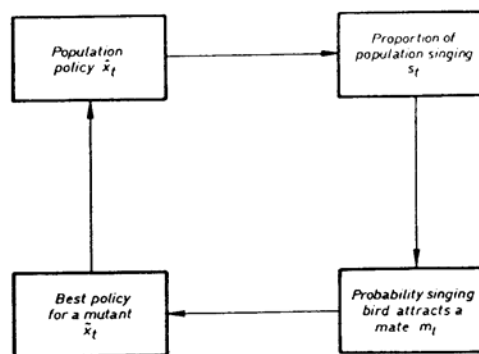 Population
policy x̂ₜ
Proportion of
population singing
sₜ
Best policy
for a mutant
x̃ₜ
Probability singing
bird attracts a
mate mₜ